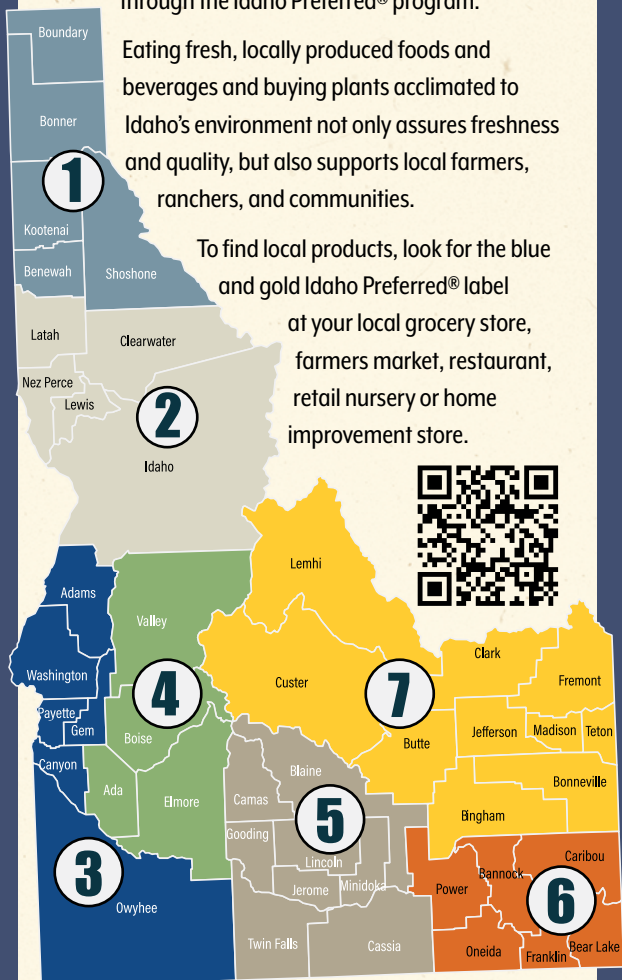 through the Idaho Preferred® program.
Eating fresh, locally produced foods and
beverages and buying plants acclimated to
Idaho's environment not only assures freshness
and quality, but also supports local farmers,
ranchers, and communities.
To find local products, look for the blue
and gold Idaho Preferred® label
at your local grocery store,
farmers market, restaurant,
retail nursery or home
improvement store.
Boundary
Bonner
1
Kootenai
Benewah
Shoshone
Latah
Clearwater
Nez Perce
Lewis
2
Idaho
Lemhi
Adams
Valley
Clark
Washington
Custer
Fremont
4
7
Payette
Gem
Boise
Butte
Jefferson
Madison
Teton
Canyon
Blaine
Bonneville
Ada
Elmore
Camas
Bingham
5
Gooding
Lincoln
3
Jerome
Minidoka
Power
Bannock
Caribou
6
Owyhee
Twin Falls
Cassia
Oneida
Franklin
Bear Lake